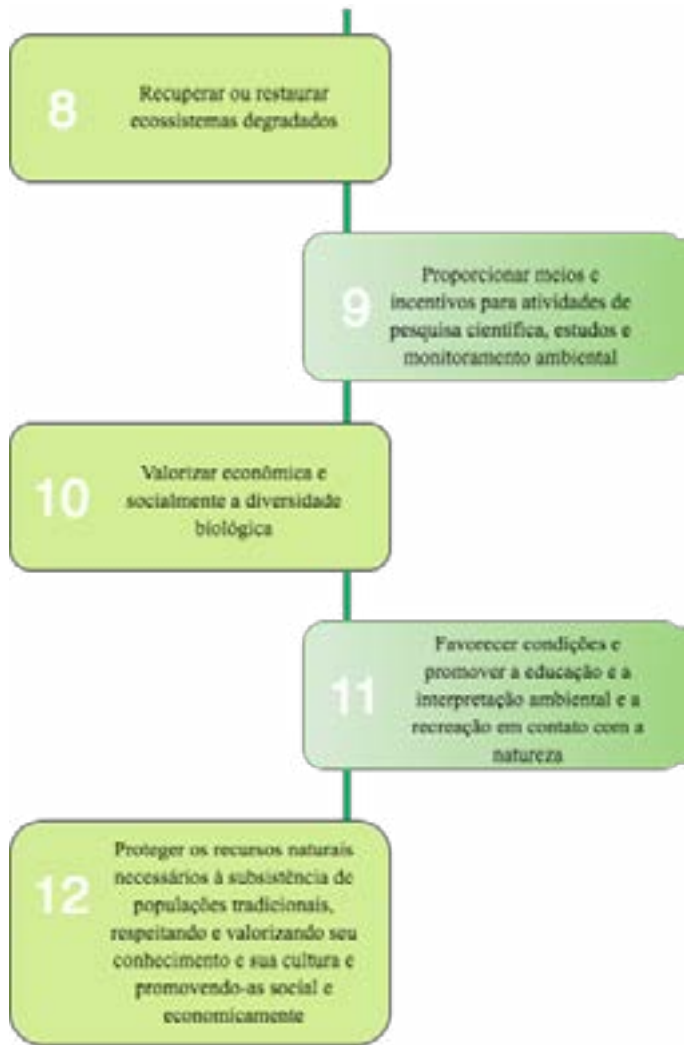 8
Recuperar ou restaurar
ecossistemas degradados
9
Proporcionar meios e
incentivos para atividades de
pesquisa científica, estudos e
monitoramento ambiental
10
Valorizar econômica e
socialmente a diversidade
biológica
11
Favorecer condições e
promover a educação e a
interpretação ambiental e a
recreação em contato com a
natureza
12
Proteger os recursos naturais
necessários à subsistência de
populações tradicionais,
respeitando e valorizando seu
conhecimento e sua cultura e
promovendo-as social e
economicamente